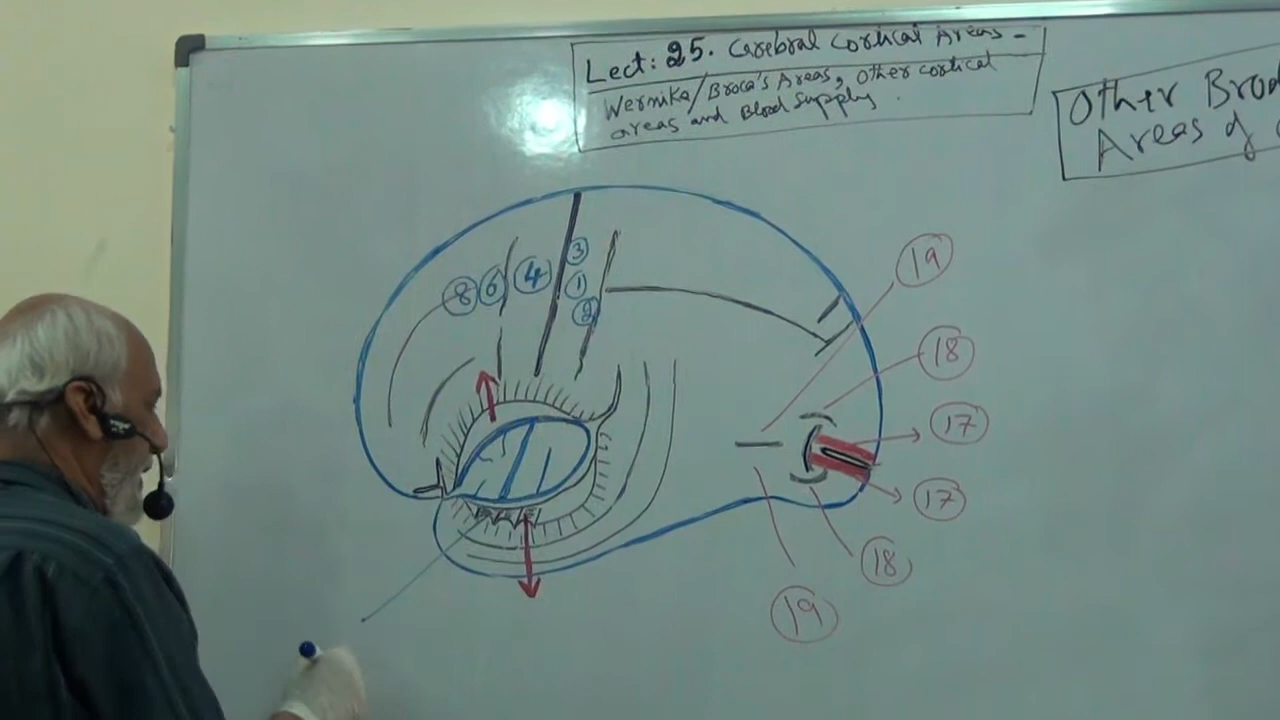 Lect: 25. Cerebral Cortical Areas -
Wernika/Broca's Areas, Other cortical
areas and Blood Supply.
Other Brod
Areas of
8 6 4 3
1
2
19
18
17
17
18
19